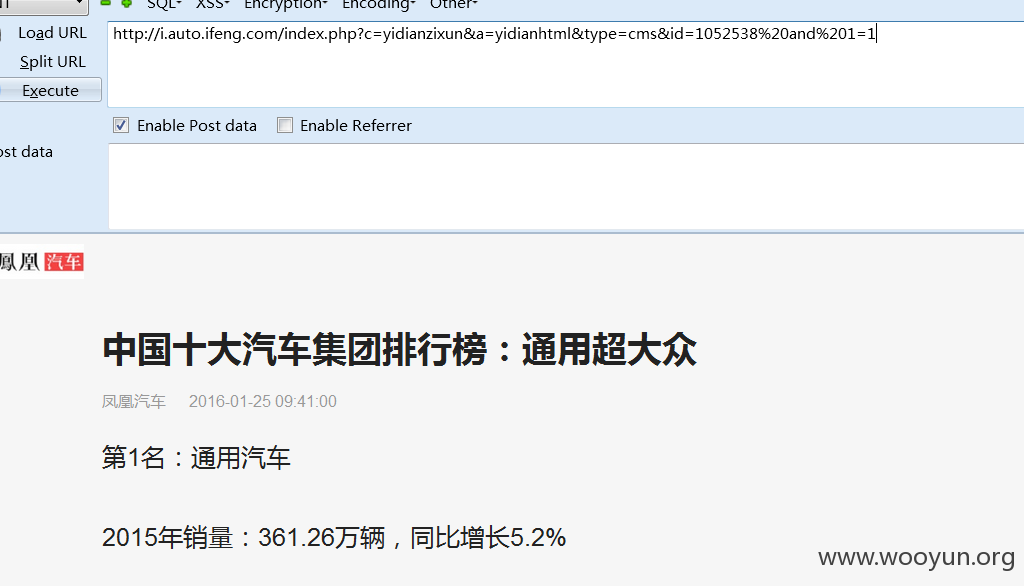 SQL- XSS- Encryption- Encoding- Other-
Load URL
http://i.auto.ifeng.com/index.php?c=yidianzixun&a=yidianhtml&type=cms&id=1052538%20and%201=1
Split URL
Execute
Enable Post data Enable Referrer
ost data
鳳凰 汽车
中国十大汽车集团排行榜：通用超大众
凤凰汽车 2016-01-25 09:41:00
第1名：通用汽车
2015年销量：361.26万辆，同比增长5.2%
www.wooyun.org